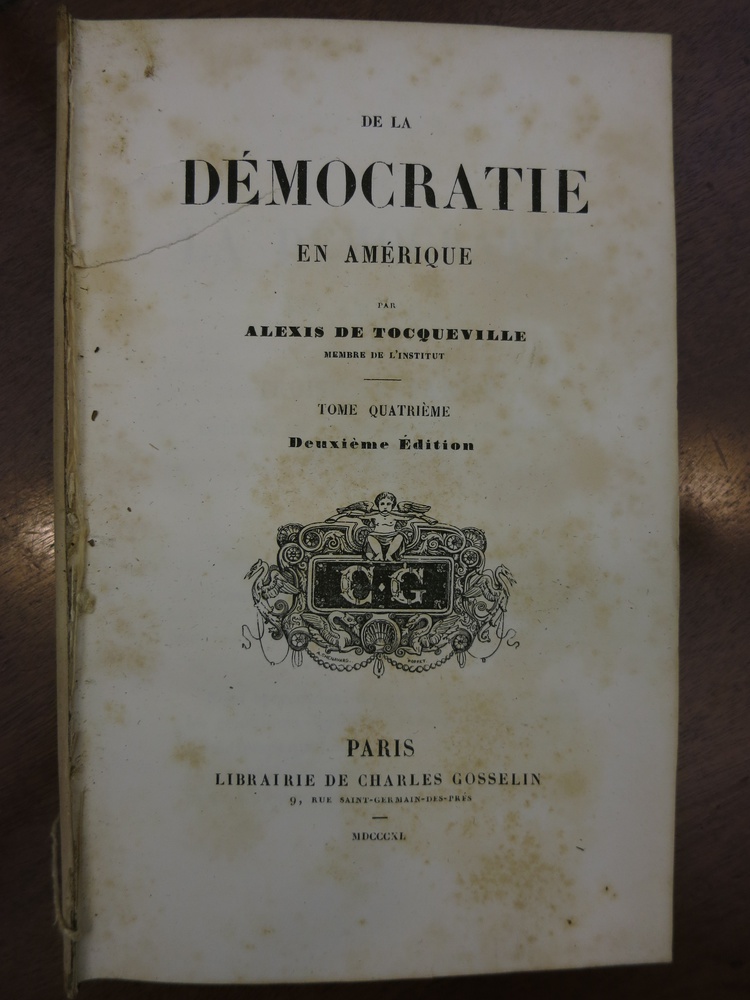 DE LA
DÉMOCRATIE
EN AMÉRIQUE
PAR
ALEXIS DE TOCQUEVILLE
MEMBRE DE L'INSTITUT
TOME QUATRIÈME
Deuxième Édition
C·G
PARIS
LIBRAIRIE DE CHARLES GOSSELIN
9, RUE SAINT-GERMAIN-DES-PRÉS
MDCCCXL